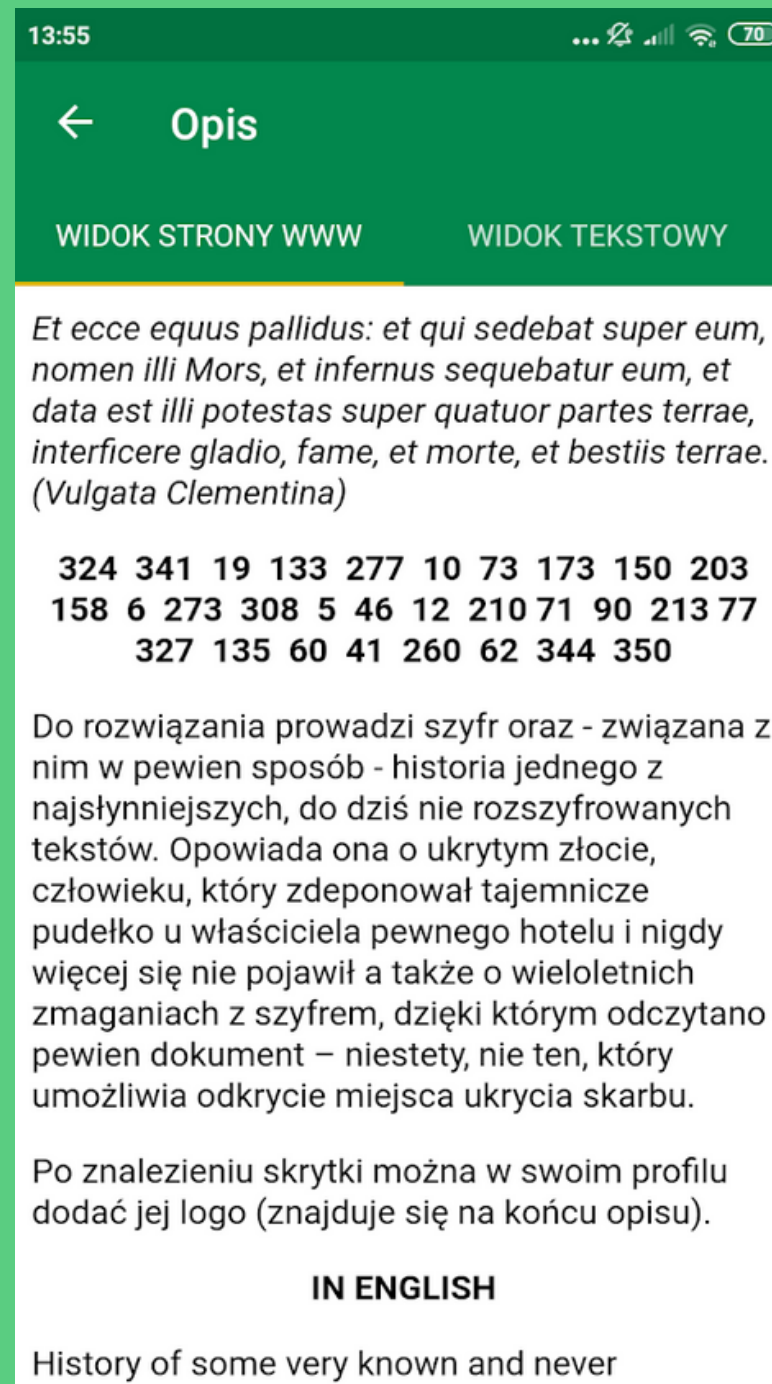 13:55
70
Opis
WIDOK STRONY WWW
WIDOK TEKSTOWY
Et ecce equus pallidus: et qui sedebat super eum,
nomen illi Mors, et infernus sequebatur eum, et
data est illi potestas super quatuor partes terrae,
interficere gladio, fame, et morte, et bestiis terrae.
(Vulgata Clementina)
324 341 19 133 277 10 73 173 150 203
158 6 273 308 5 46 12 210 71 90 213 77
327 135 60 41 260 62 344 350
Do rozwiązania prowadzi szyfr oraz - związana z
nim w pewien sposób - historia jednego z
najsłynniejszych, do dziś nie rozszyfrowanych
tekstów. Opowiada ona o ukrytym złocie,
człowieku, który zdeponował tajemnicze
pudełko u właściciela pewnego hotelu i nigdy
więcej się nie pojawił a także o wieloletnich
zmaganiach z szyfrem, dzięki którym odczytano
pewien dokument – niestety, nie ten, który
umożliwia odkrycie miejsca ukrycia skarbu.
Po znalezieniu skrytki można w swoim profilu
dodać jej logo (znajduje się na końcu opisu).
IN ENGLISH
History of some very known and never